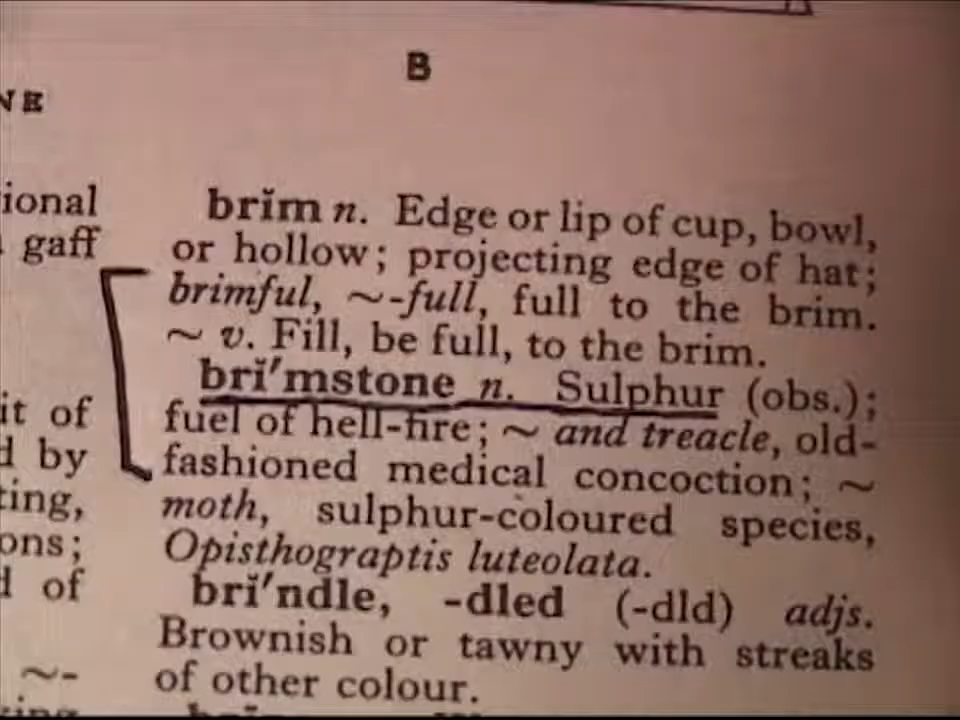 B
NE
ional
gaff
it of
d by
ting,
ons;
d of
~-
brĭm n. Edge or lip of cup, bowl,
or hollow; projecting edge of hat;
brimful, ~-full, full to the brim.
~ v. Fill, be full, to the brim.
brĭ'mstone n. Sulphur (obs.);
fuel of hell-fire; ~ and treacle, old-
fashioned medical concoction; ~
moth, sulphur-coloured species,
Opisthograptis luteolata.
brĭ'ndle, -dled (-dld) adjs.
Brownish or tawny with streaks
of other colour.